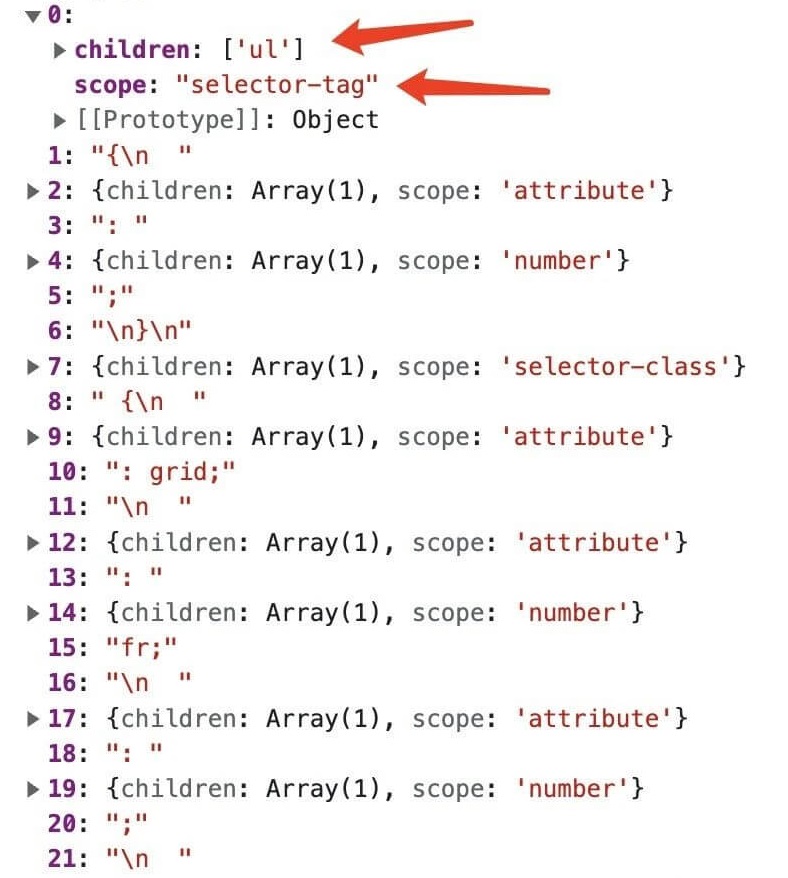 ▼0:
▶children: ['ul']
scope: "selector-tag"
▶[[Prototype]]: Object
1: "{\n  "
▶2: {children: Array(1), scope: 'attribute'}
3: ": "
▶4: {children: Array(1), scope: 'number'}
5: ";"
6: "\n}\n"
▶7: {children: Array(1), scope: 'selector-class'}
8: " {\n  "
▶9: {children: Array(1), scope: 'attribute'}
10: ": grid;"
11: "\n  "
▶12: {children: Array(1), scope: 'attribute'}
13: ": "
▶14: {children: Array(1), scope: 'number'}
15: "fr;"
16: "\n  "
▶17: {children: Array(1), scope: 'attribute'}
18: ": "
▶19: {children: Array(1), scope: 'number'}
20: ";"
21: "\n  "